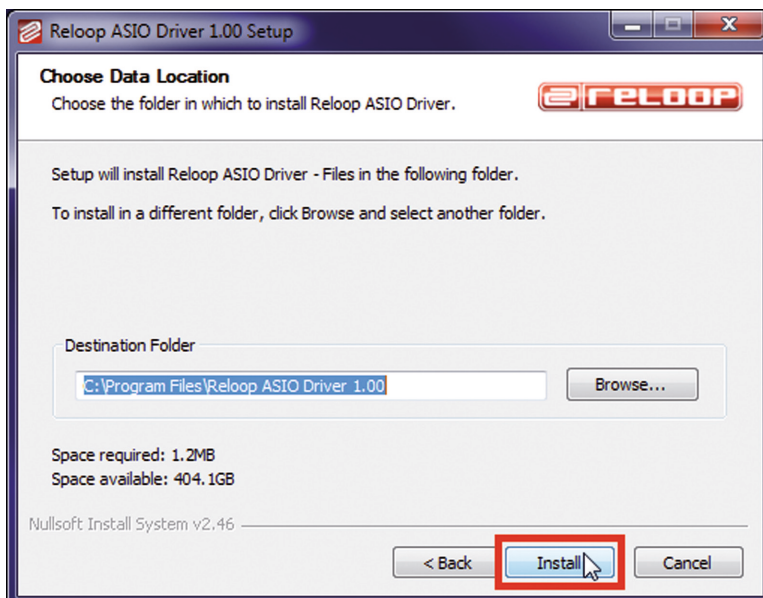 Reloop ASIO Driver 1.00 Setup
Choose Data Location
Choose the folder in which to install Reloop ASIO Driver.
reloop
Setup will install Reloop ASIO Driver - Files in the following folder.
To install in a different folder, click Browse and select another folder.
Destination Folder
C:\Program Files\Reloop ASIO Driver 1.00
Browse...
Space required: 1.2MB
Space available: 404.1GB
Nullsoft Install System v2.46
< Back Install Cancel